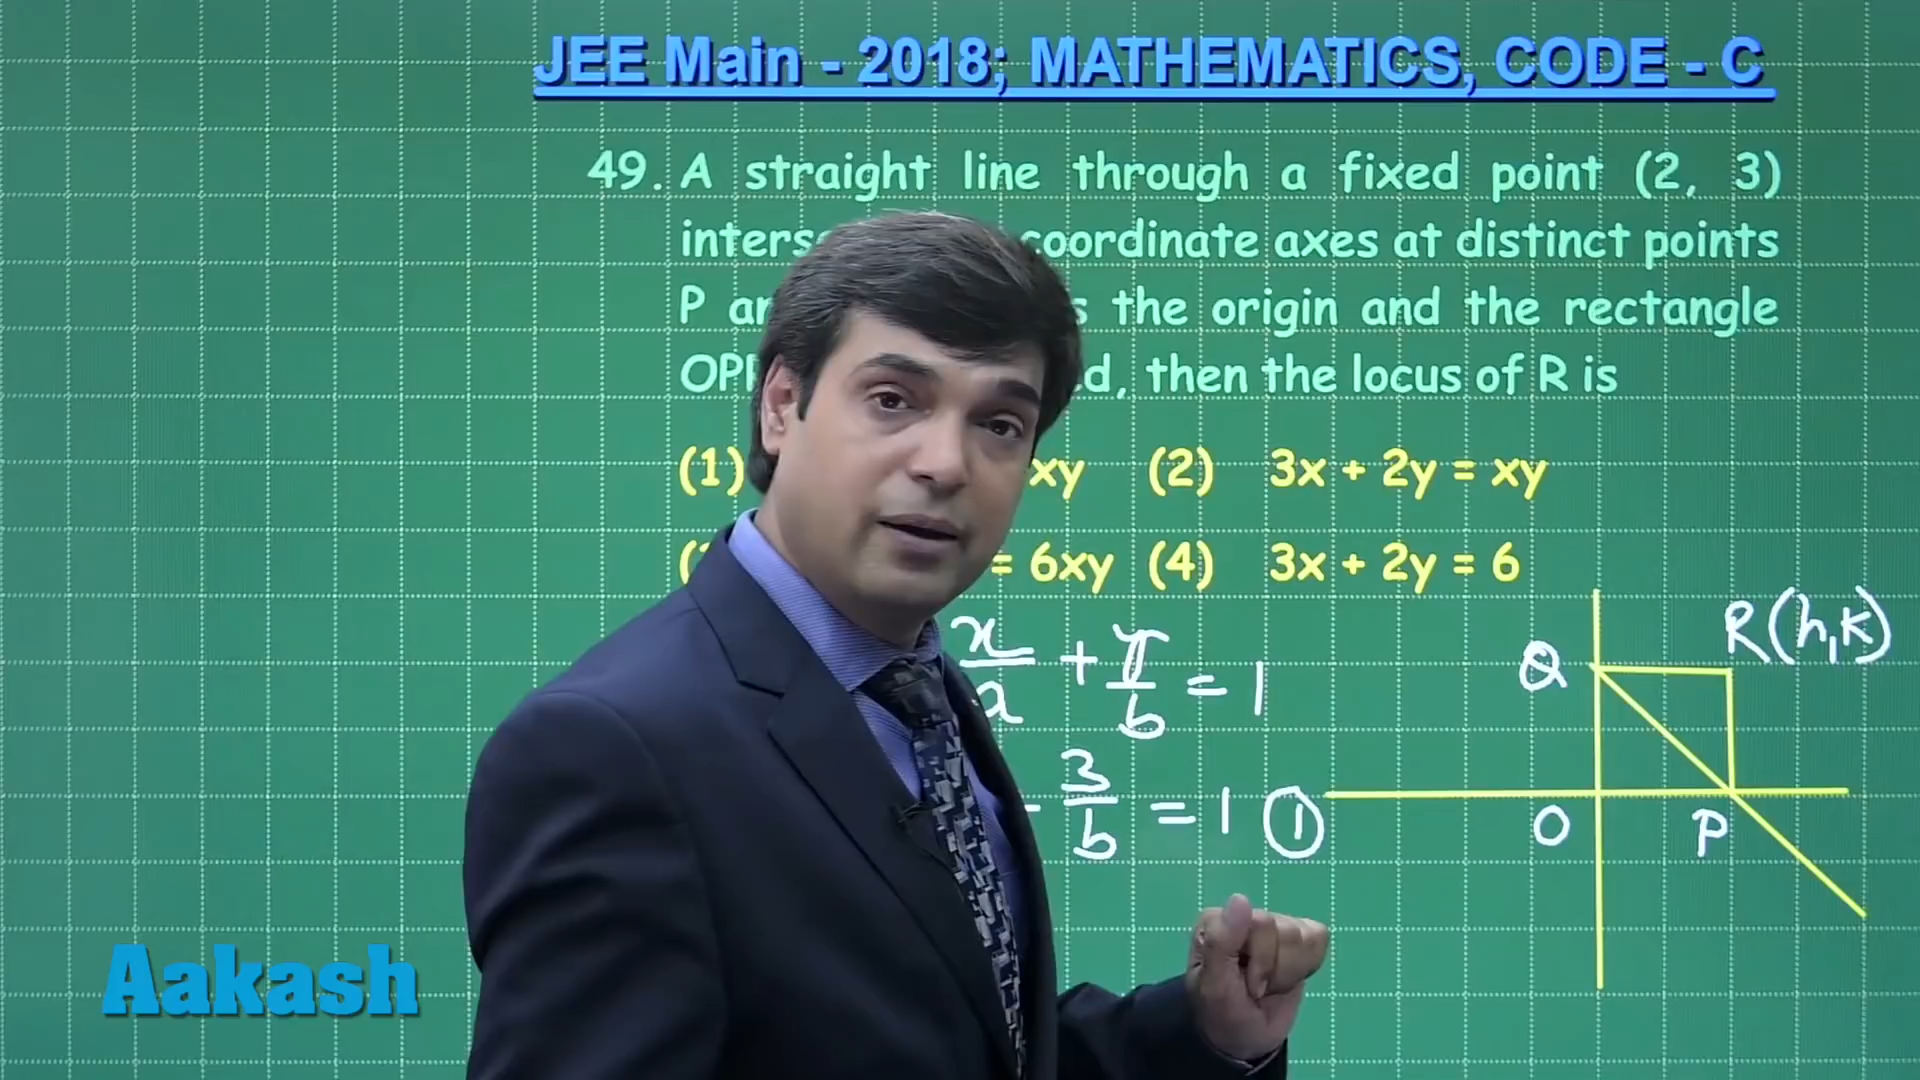 JEE Main - 2018; MATHEMATICS, CODE - C
49. A straight line through a fixed point (2, 3)
coordinate axes at distinct points
P the origin and the rectangle
then the locus of R is
(1) xy (2) 3x + 2y = xy
= 6xy (4) 3x + 2y = 6
x/a + y/b = 1
3/b = 1 ①
Q
R(h,k)
O
P
Aakash